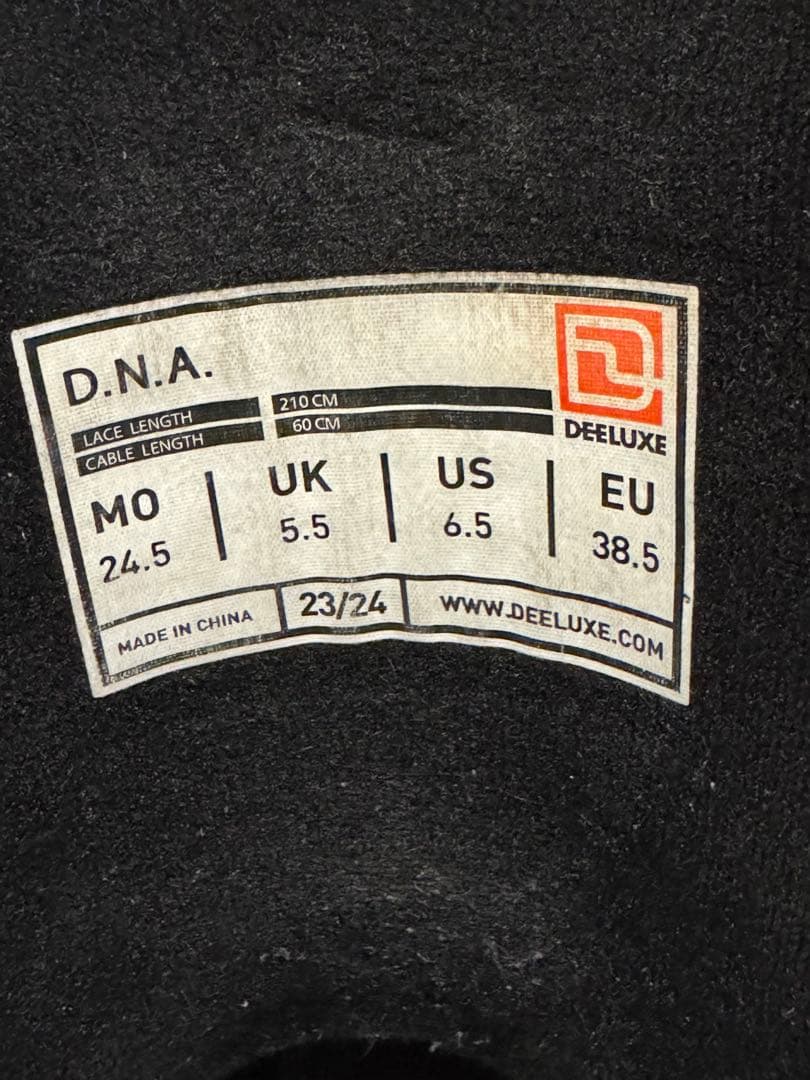 D.N.A.
LACE LENGTH 210 CM
CABLE LENGTH 60 CM
DEELUXE
MO UK US EU
24.5 5.5 6.5 38.5
MADE IN CHINA 23/24 WWW.DEELUXE.COM